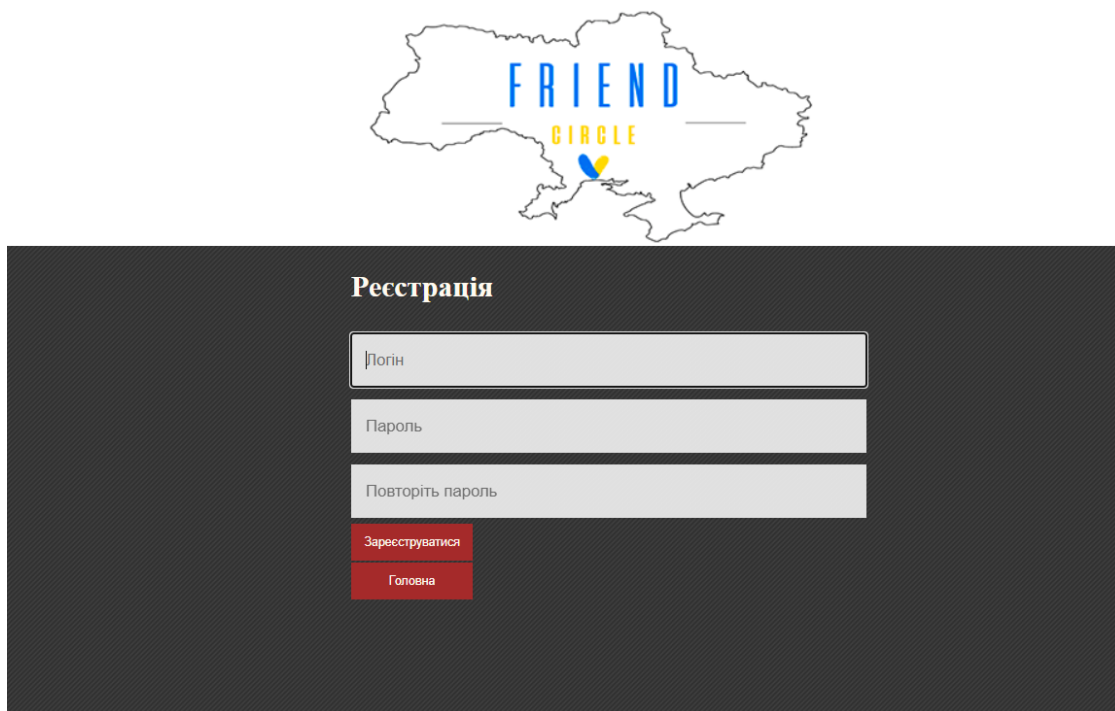 FRIEND
CIRCLE
Реєстрація
Логін
Пароль
Повторіть пароль
Зареєструватися
Головна